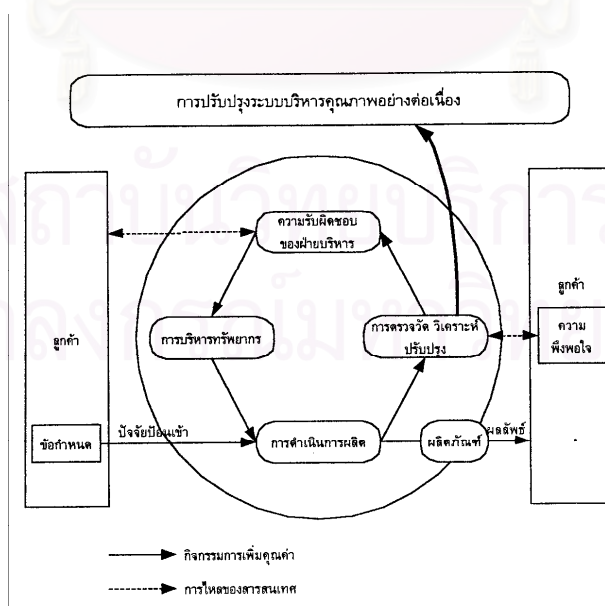 การปรับปรุงระบบบริหารคุณภาพอย่างต่อเนื่อง
ความรับผิดชอบ
ของฝ่ายบริหาร
ลูกค้า
ลูกค้า
การบริหารทรัพยากร
การตรวจวัด วิเคราะห์
ปรับปรุง
ความ
พึงพอใจ
ข้อกำหนด
ปัจจัยป้อนเข้า
การดำเนินการผลิต
ผลิตภัณฑ์
ผลลัพธ์
กิจกรรมการเพิ่มคุณค่า
การไหลของสารสนเทศ